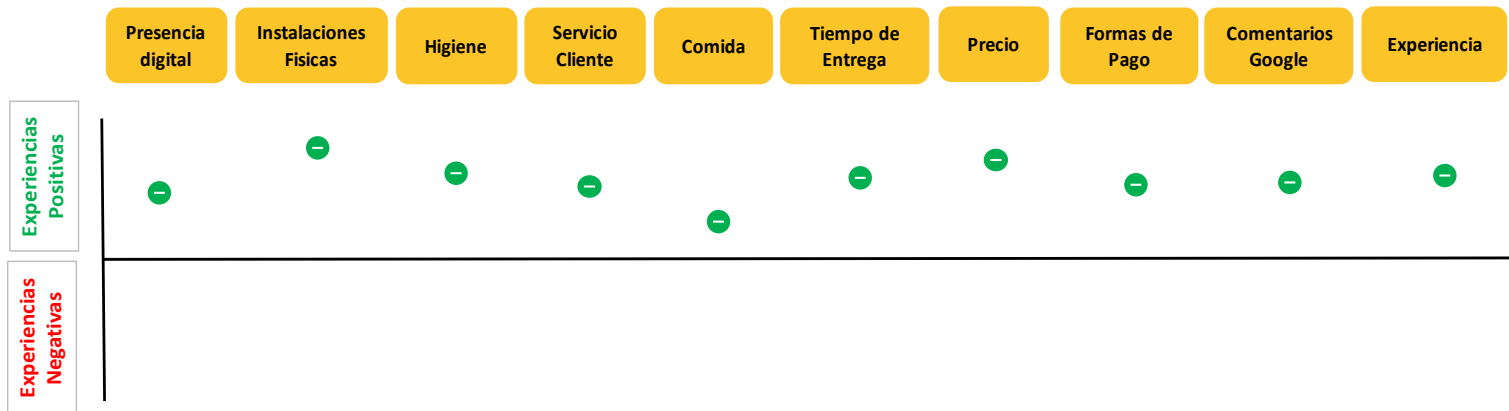 Presencia
digital
Instalaciones
Fisicas
Higiene
Servicio
Cliente
Comida
Tiempo de
Entrega
Precio
Formas de
Pago
Comentarios
Google
Experiencia
Experiencias
Positivas
Experiencias
Negativas